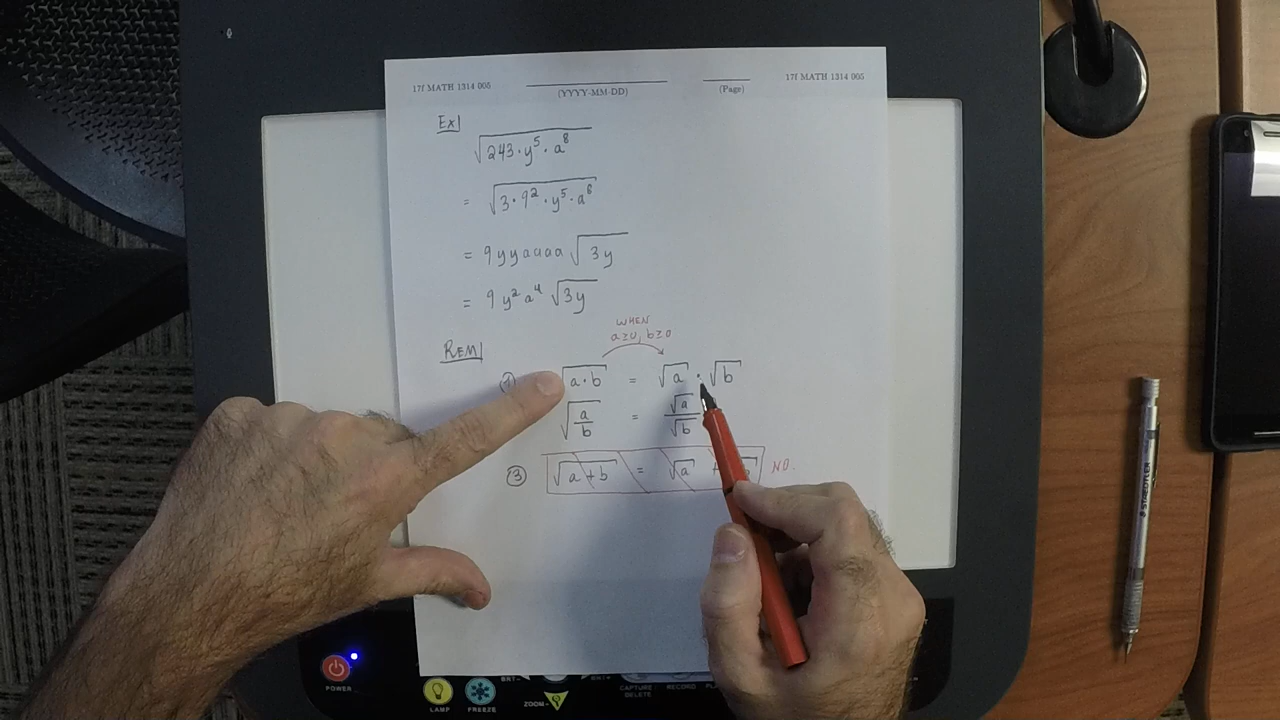 17f MATH 1314 005 (YYYY-MM-DD) (Page) 17f MATH 1314 005
Ex|
√243·y⁵·a⁸
= √3·9²·y⁵·a⁸
= 9yyaaaa√3y
= 9y²a⁴√3y
WHEN
a≥0, b≥0
REM|
① √a·b = √a · √b
√a/b = √a/√b
③ √a+b = √a + NO.
STAEDTLER
POWER
LAMP FREEZE ZOOM CAPTURE/ DELETE RECORD